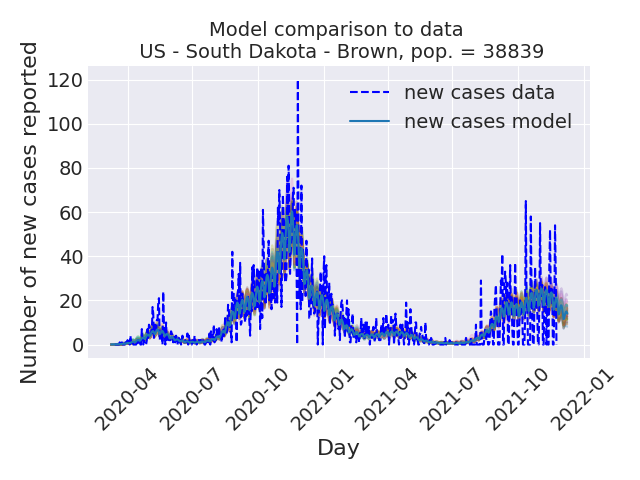 Model comparison to data
US - South Dakota - Brown, pop. = 38839
Number of new cases reported
120
100
80
60
40
20
0
new cases data
new cases model
2020-04
2020-07
2020-10
2021-01
2021-04
2021-07
2021-10
2022-01
Day